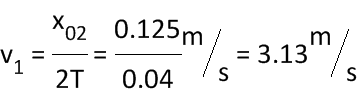 v₁ = x₀₂/2T = 0.125/0.04 m/s = 3.13 m/s